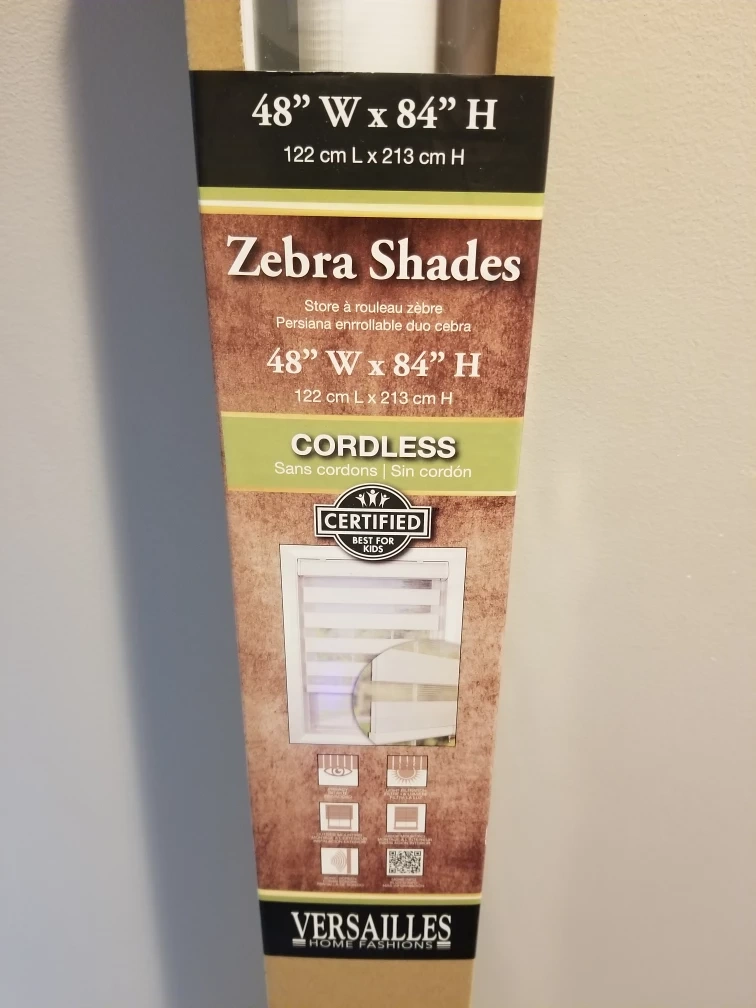 48” W x 84” H
122 cm L x 213 cm H
Zebra Shades
Store à rouleau zèbre
Persiana enrrollable duo cebra
48” W x 84” H
122 cm L x 213 cm H
CORDLESS
Sans cordons | Sin cordón
CERTIFIED
BEST FOR
KIDS
VERSAILLES
HOME FASHIONS